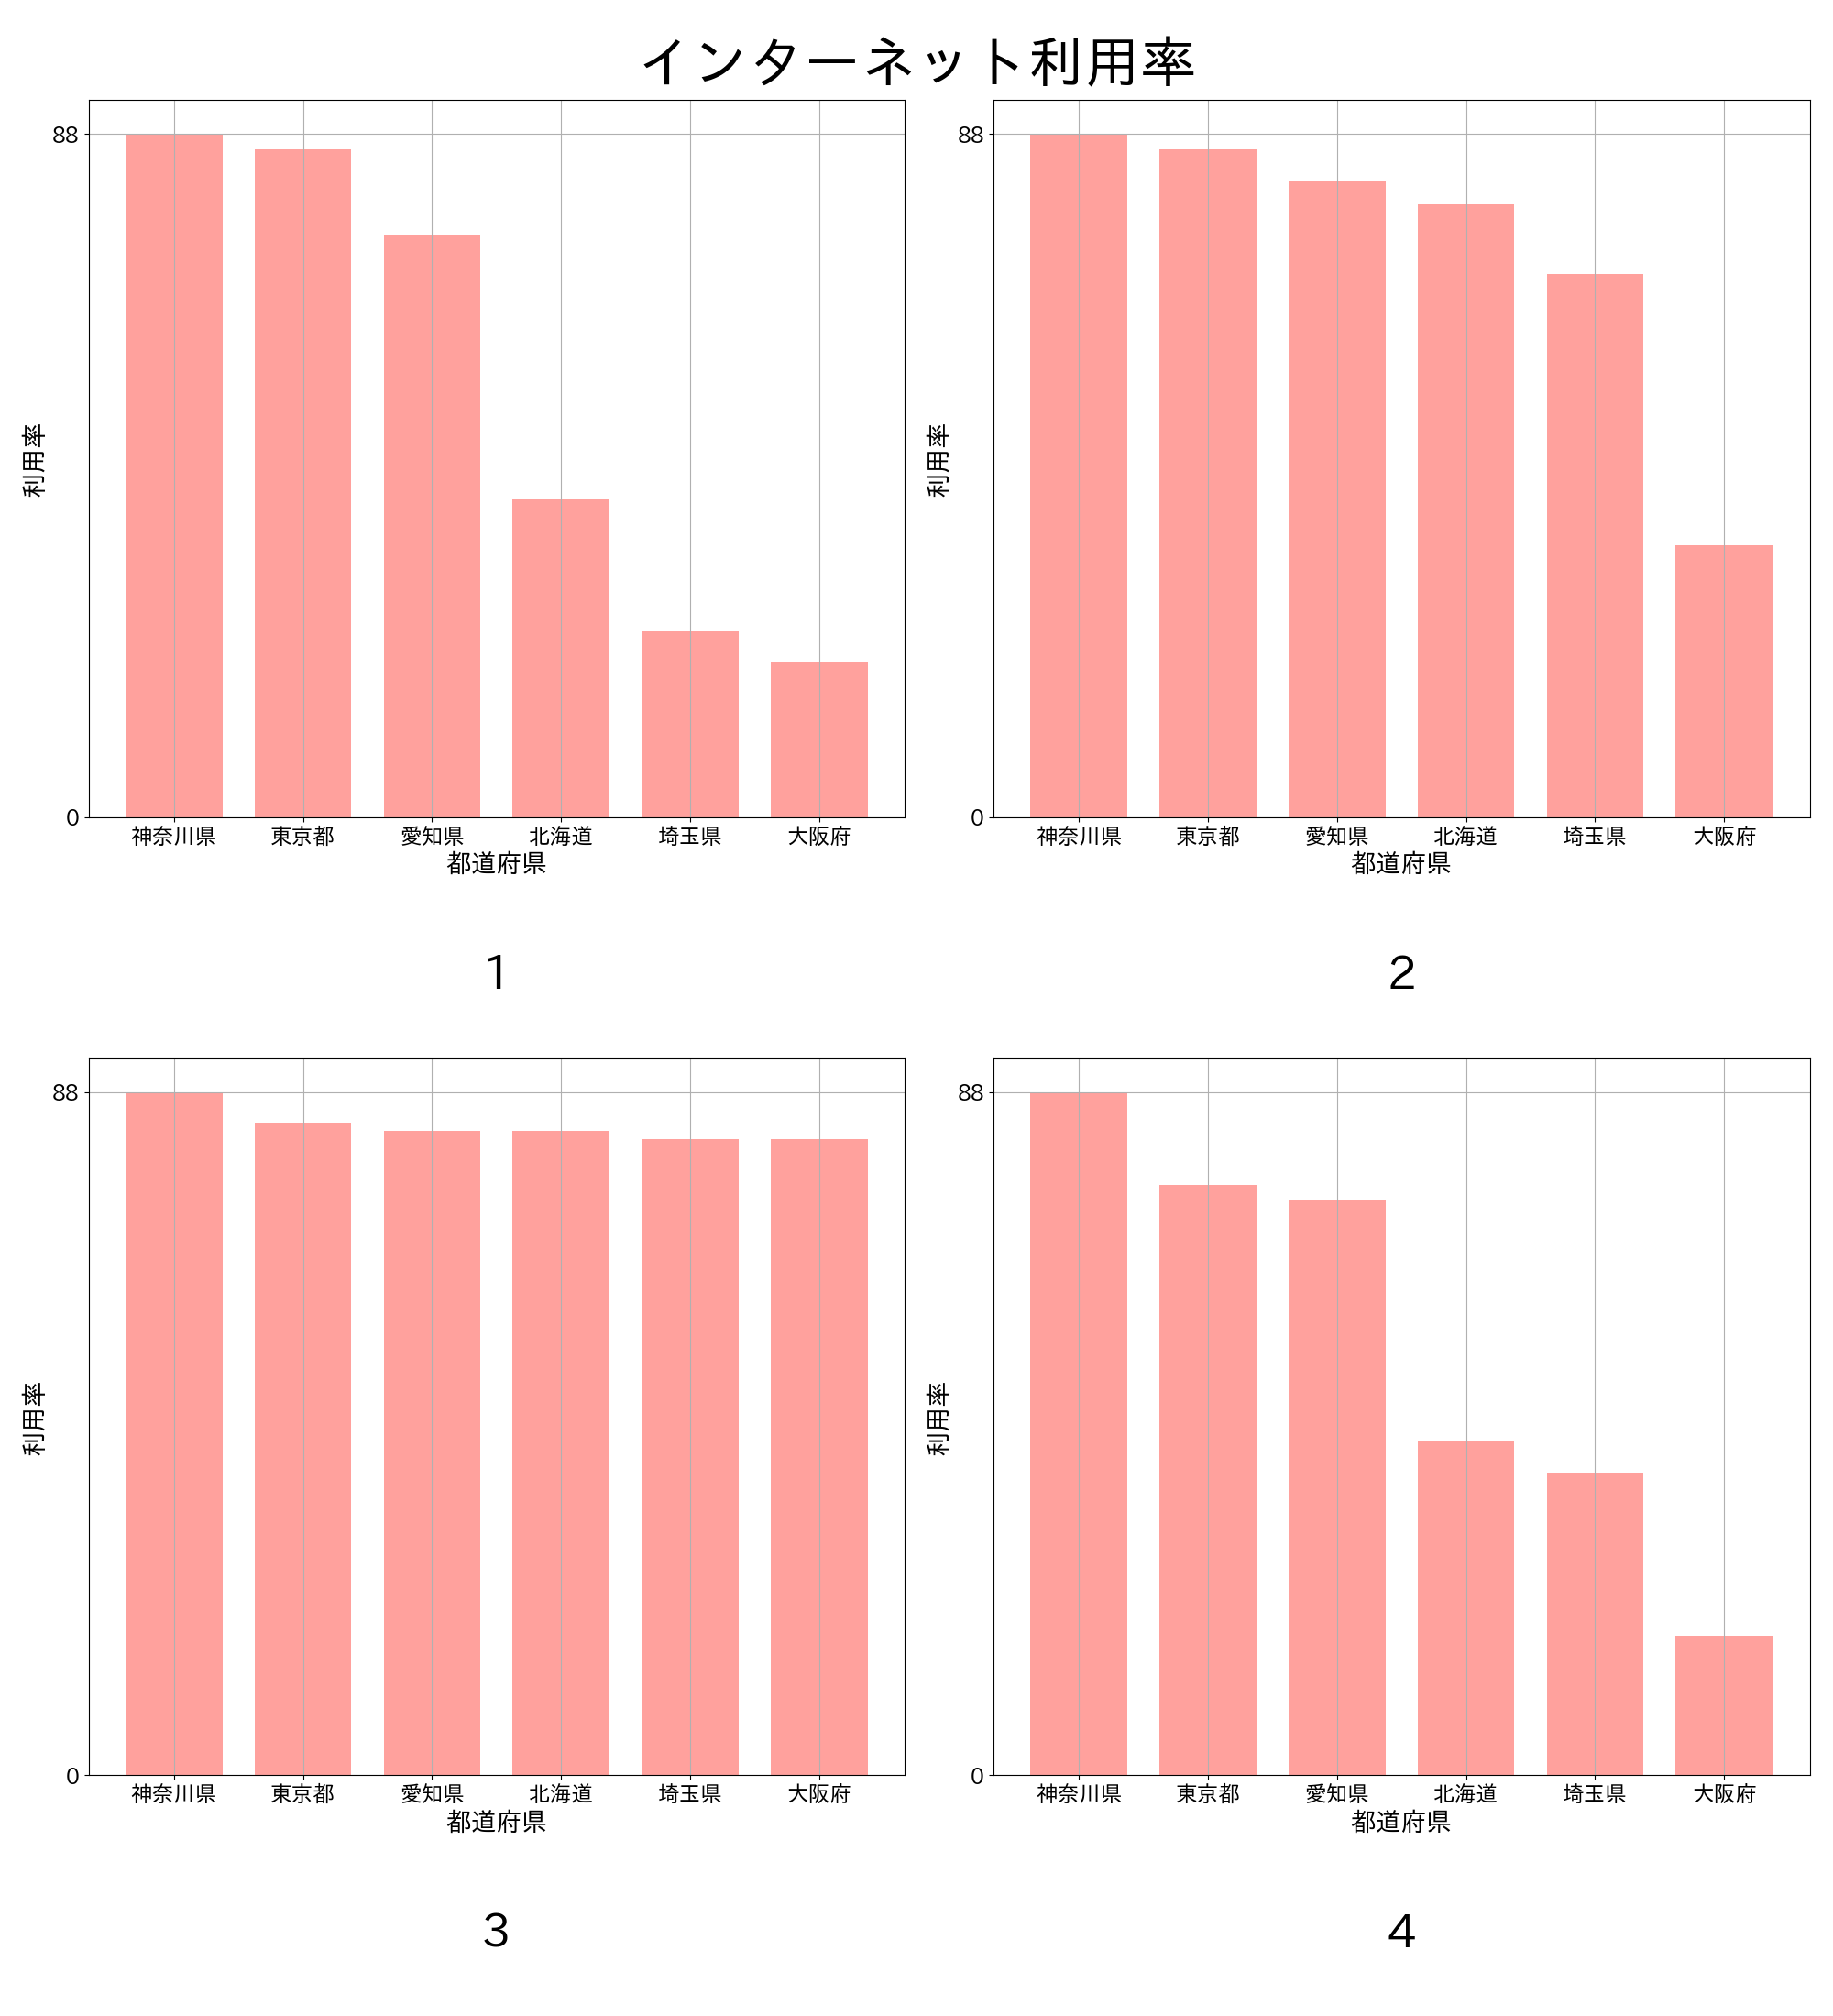 インターネット利用率
88
0
利用率
神奈川県 東京都 愛知県 北海道 埼玉県 大阪府
都道府県
1
88
0
利用率
神奈川県 東京都 愛知県 北海道 埼玉県 大阪府
都道府県
2
88
0
利用率
神奈川県 東京都 愛知県 北海道 埼玉県 大阪府
都道府県
3
88
0
利用率
神奈川県 東京都 愛知県 北海道 埼玉県 大阪府
都道府県
4